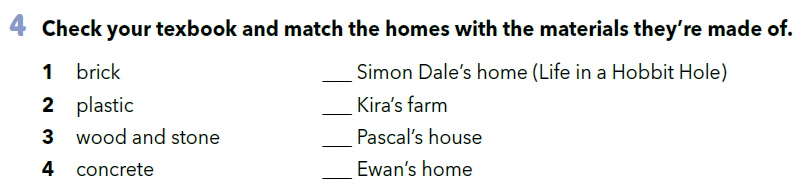 4 Check your texbook and match the homes with the materials they're made of.
1 brick ___ Simon Dale's home (Life in a Hobbit Hole)
2 plastic ___ Kira's farm
3 wood and stone ___ Pascal's house
4 concrete ___ Ewan's home